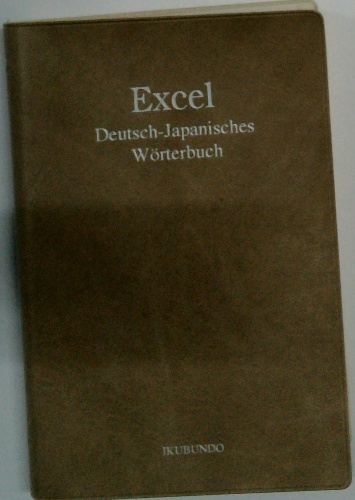 Excel
Deutsch-Japanisches
Wörterbuch
IKUBUNDO